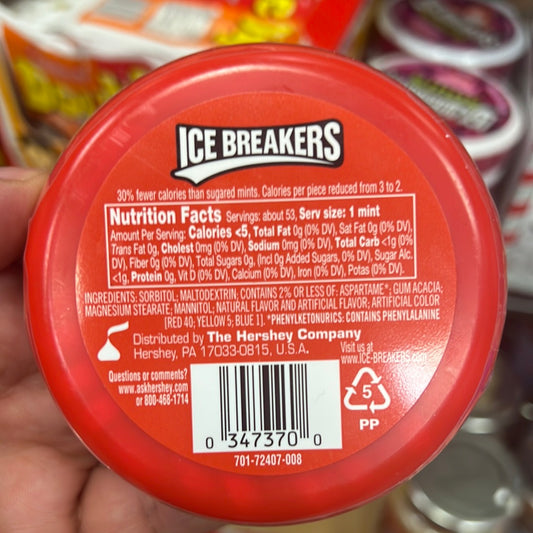 ICE BREAKERS
30% fewer calories than sugared mints. Calories per piece reduced from 3 to 2.
Nutrition Facts Servings: about 53, Serv size: 1 mint
Amount Per Serving: Calories <5, Total Fat 0g (0% DV), Sat Fat 0g (0% DV),
Trans Fat 0g, Cholest 0mg (0% DV), Sodium 0mg (0% DV), Total Carb <1g (0%
DV), Fiber 0g (0% DV), Total Sugars 0g, (Incl 0g Added Sugars, 0% DV), Sugar Alc.
<1g, Protein 0g, Vit D (0% DV), Calcium (0% DV), Iron (0% DV), Potas (0% DV).
INGREDIENTS: SORBITOL; MALTODEXTRIN; CONTAINS 2% OR LESS OF: ASPARTAME*; GUM ACACIA;
MAGNESIUM STEARATE; MANNITOL; NATURAL FLAVOR AND ARTIFICIAL FLAVOR; ARTIFICIAL COLOR
[RED 40; YELLOW 5; BLUE 1]. *PHENYLKETONURICS: CONTAINS PHENYLALANINE
Distributed by The Hershey Company
Hershey, PA 17033-0815, U.S.A.
Visit us at
www.ICE-BREAKERS.com
Questions or comments?
www.askhershey.com
or 800-468-1714
5
PP
0 347370 0
701-72407-008